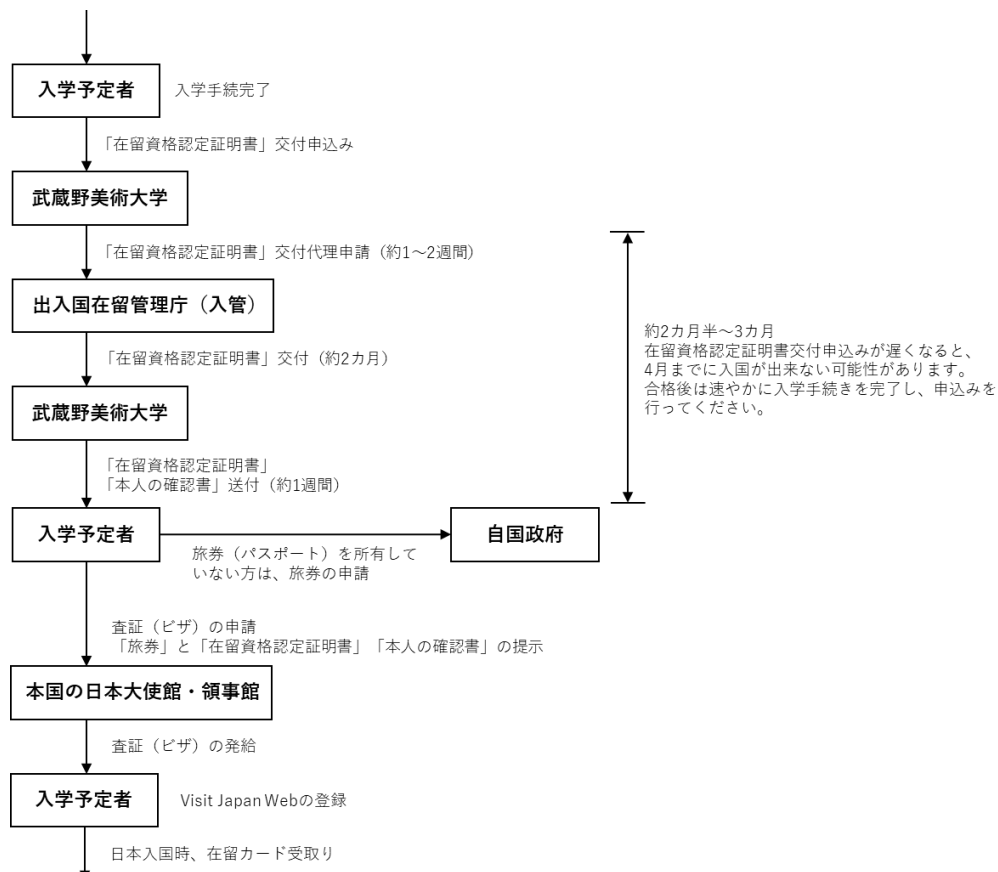 入学予定者
入学手続完了
「在留資格認定証明書」交付申込み
武蔵野美術大学
「在留資格認定証明書」交付代理申請（約1～2週間）
出入国在留管理庁（入管）
「在留資格認定証明書」交付（約2カ月）
武蔵野美術大学
「在留資格認定証明書」
「本人の確認書」送付（約1週間）
約2カ月半～3カ月
在留資格認定証明書交付申込みが遅くなると、
4月までに入国が出来ない可能性があります。
合格後は速やかに入学手続きを完了し、申込みを
行ってください。
入学予定者
自国政府
旅券（パスポート）を所有して
いない方は、旅券の申請
査証（ビザ）の申請
「旅券」と「在留資格認定証明書」「本人の確認書」の提示
本国の日本大使館・領事館
査証（ビザ）の発給
入学予定者
Visit Japan Webの登録
日本入国時、在留カード受取り